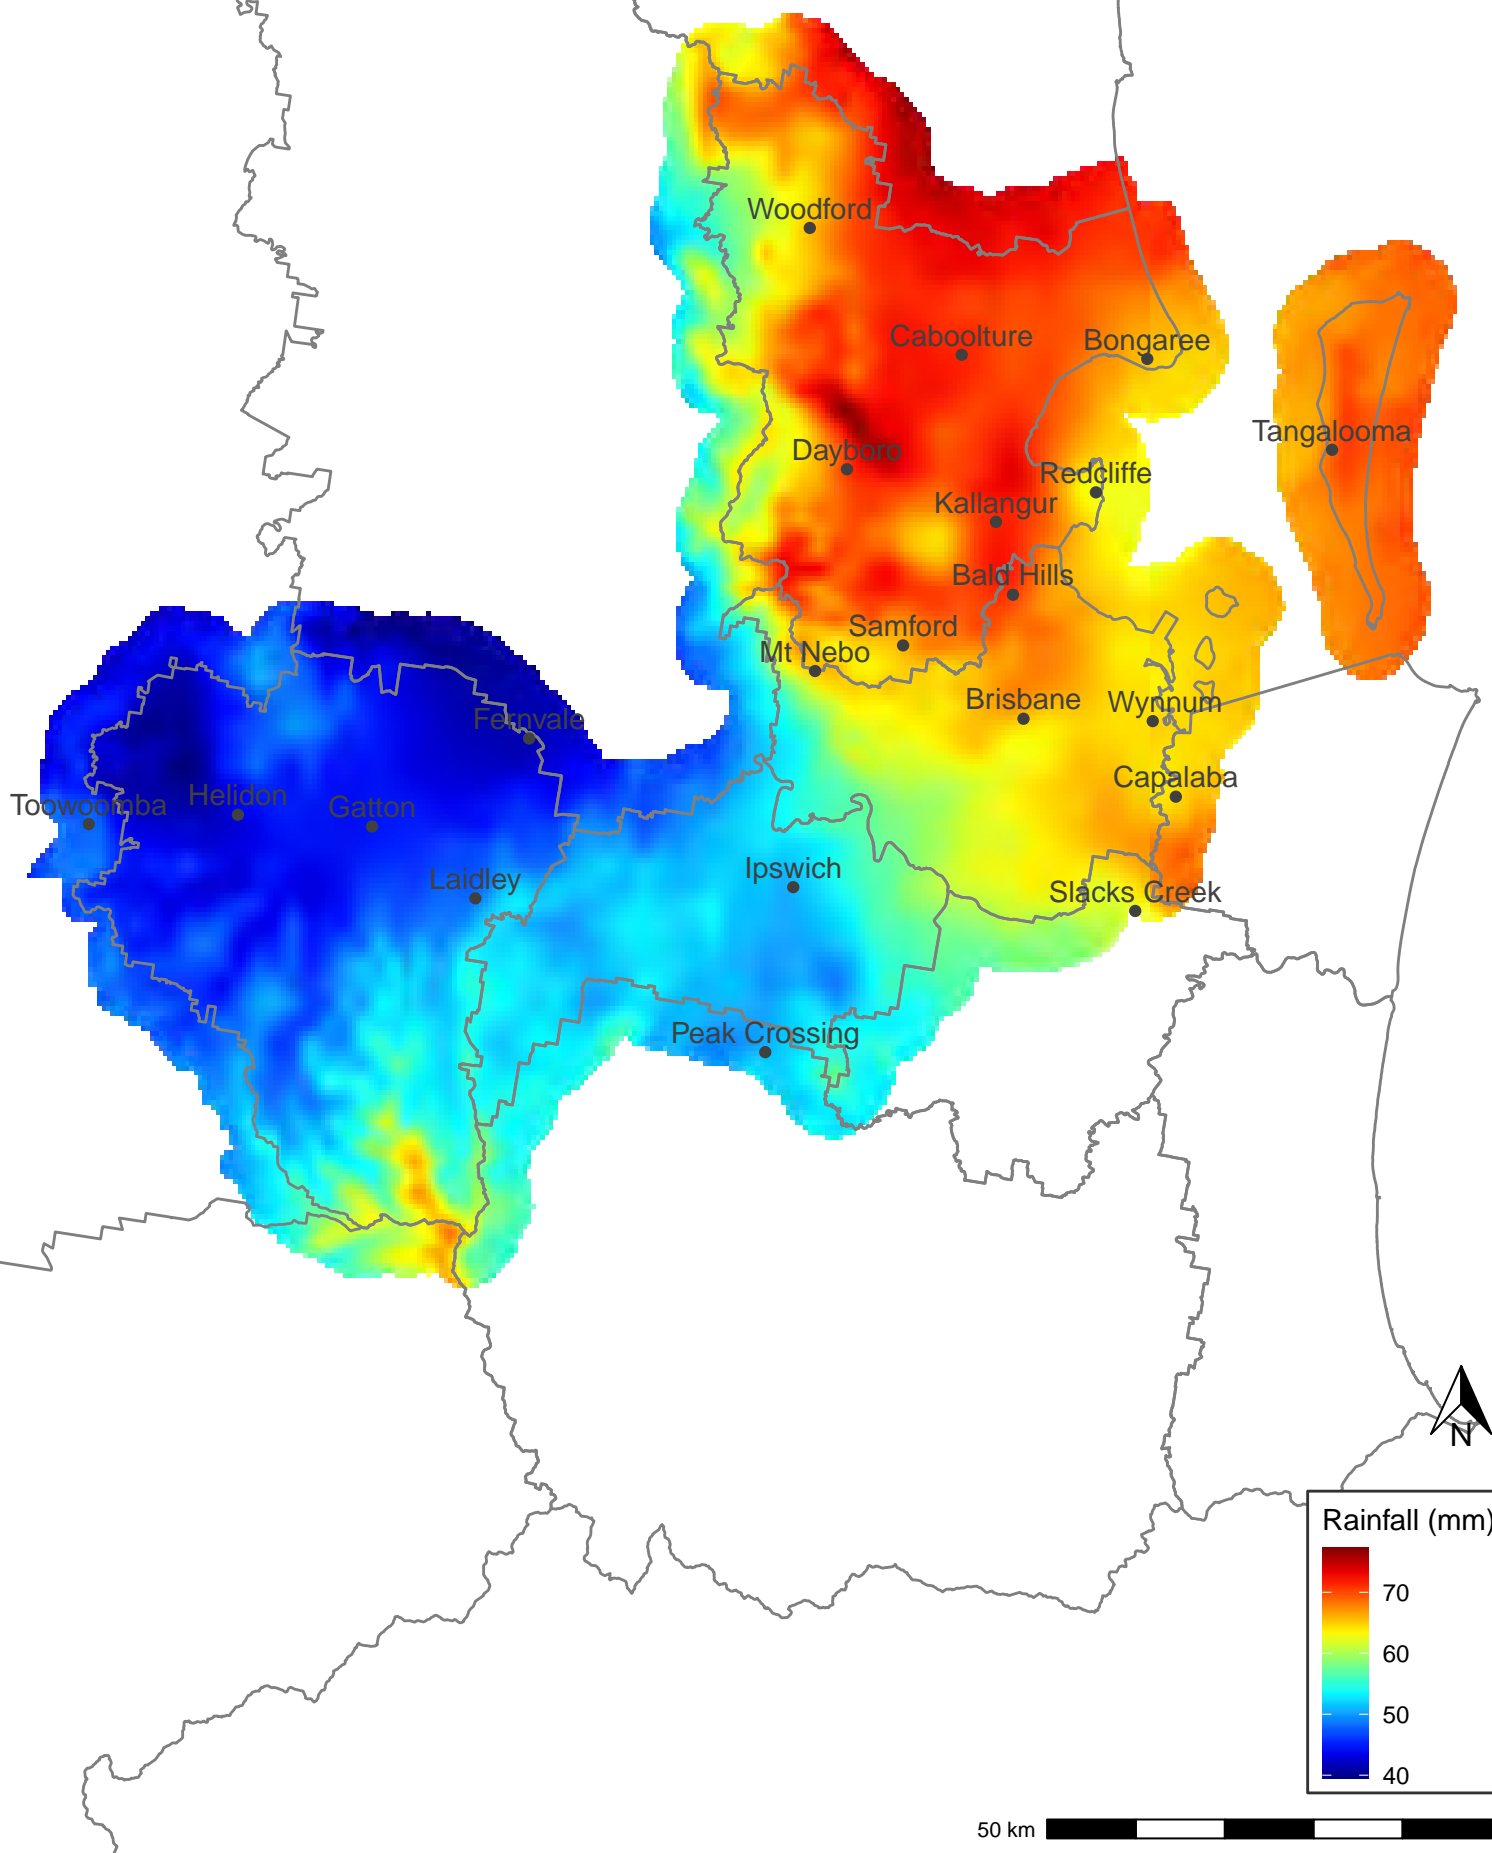 Woodford
Caboolture
Bongaree
Tangalooma
Dayboro
Redcliffe
Kallangur
Bald Hills
Samford
Mt Nebo
Brisbane
Wynnum
Fernvale
Capalaba
Toowoomba
Helidon
Gatton
Ipswich
Laidley
Slacks Creek
Peak Crossing
N
Rainfall (mm)
70
60
50
40
50 km